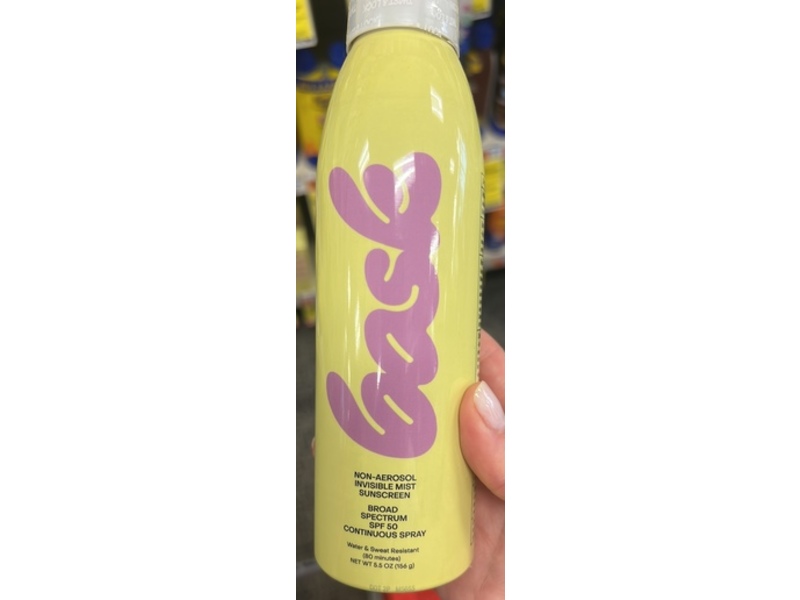 bask
NON-AEROSOL
INVISIBLE MIST
SUNSCREEN
BROAD
SPECTRUM
SPF 50
CONTINUOUS SPRAY
Water & Sweet Resistant
(80 minutes)
NET WT 5.5 OZ (156 g)